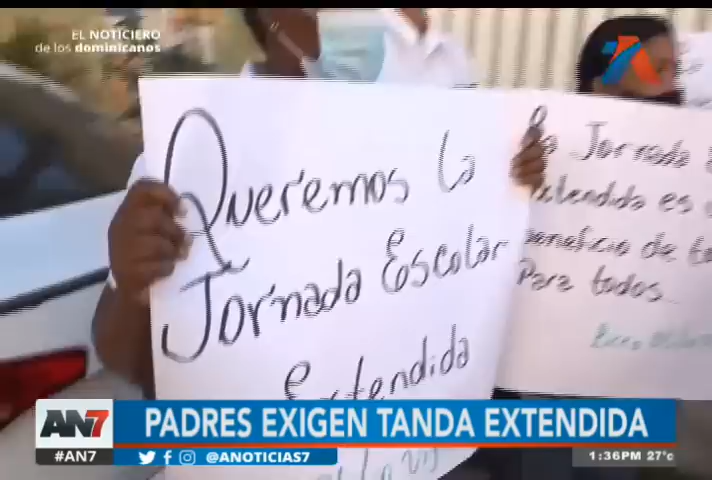 EL NOTICIERO
de los dominicanos
Queremos la
Jornada Escolar
extendida
Jornada
extendida es
beneficio de
Para todos
AN7
PADRES EXIGEN TANDA EXTENDIDA
#AN7
@ANOTICIAS7
1:36PM 27°c